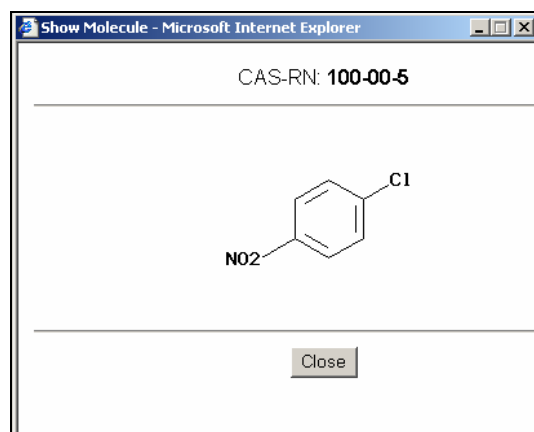 Show Molecule - Microsoft Internet Explorer
CAS-RN: 100-00-5
Cl
NO2
Close